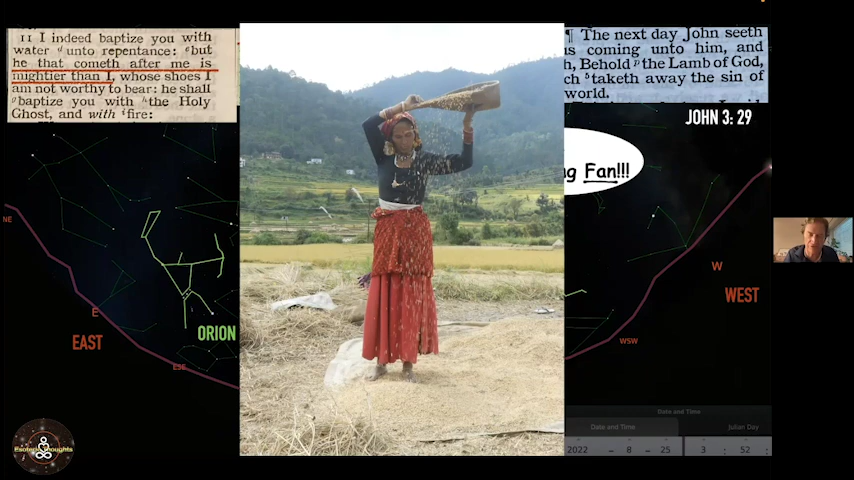 11 I indeed baptize you with
water d unto repentance: e but
he that cometh after me is
mightier than I, whose shoes I
am not worthy to bear: he shall
baptize you with the Holy
Ghost, and with fire:
¶ The next day John seeth
s coming unto him, and
h, Behold p the Lamb of God,
ch taketh away the sin of
world.
JOHN 3: 29
ng Fan!!!
NE
E
EAST
ESE
ORION
W
WEST
WSW
Date and Time
Date and Time
Julian Day
2022 - 8 - 25
3 : 52 :
Esoteric Thoughts